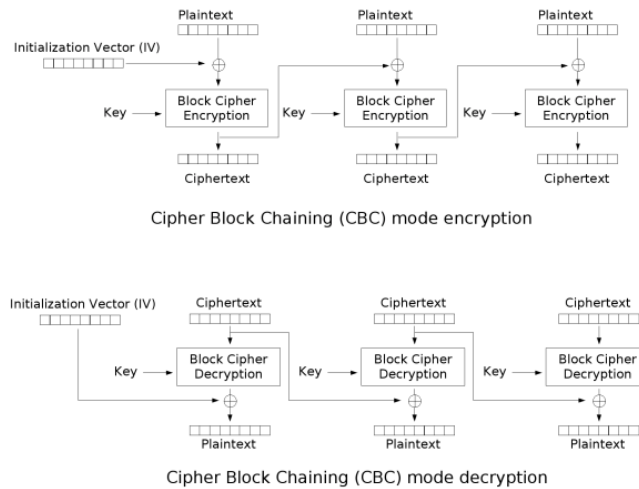 Plaintext Plaintext Plaintext
Initialization Vector (IV)
Key Block Cipher Encryption Key Block Cipher Encryption Key Block Cipher Encryption
Ciphertext Ciphertext Ciphertext
Cipher Block Chaining (CBC) mode encryption
Initialization Vector (IV) Ciphertext Ciphertext Ciphertext
Key Block Cipher Decryption Key Block Cipher Decryption Key Block Cipher Decryption
Plaintext Plaintext Plaintext
Cipher Block Chaining (CBC) mode decryption